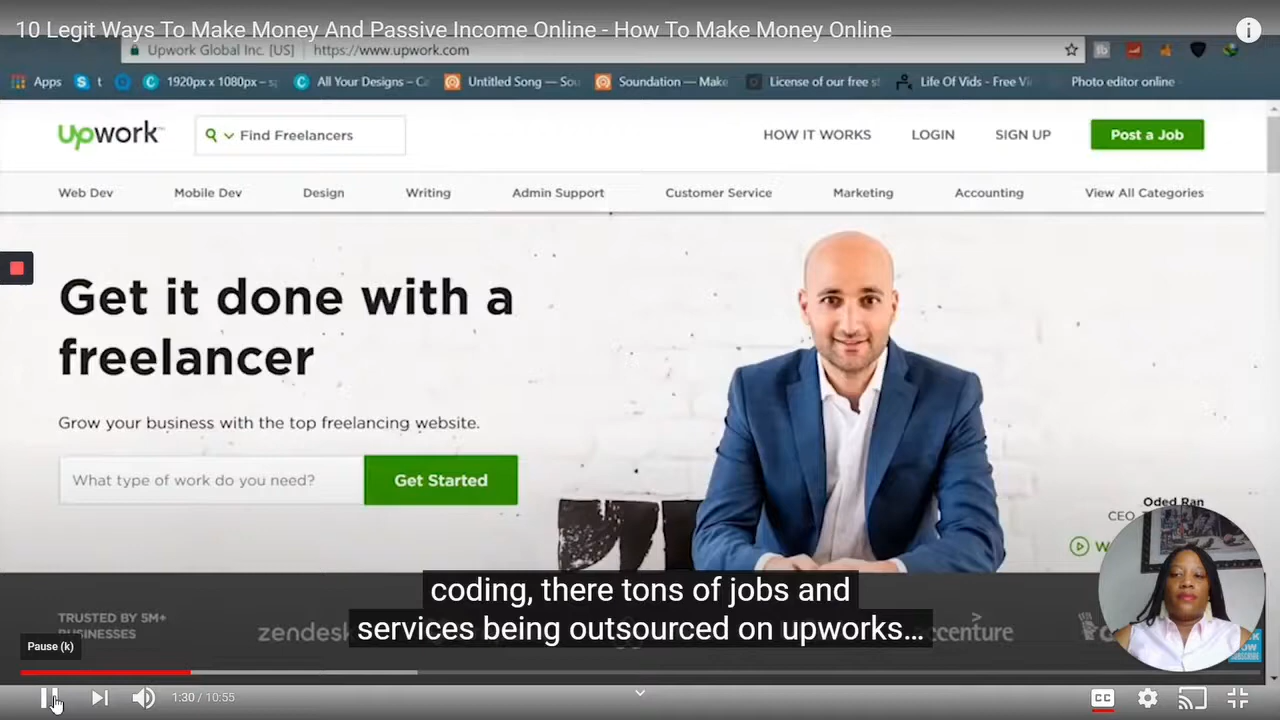 10 Legit Ways To Make Money And Passive Income Online - How To Make Money Online
Upwork Global Inc. [US] https://www.upwork.com
Apps
1920px x 1080px –
All Your Designs –
Untitled Song — Sou
Soundation — Make
License of our free s
Life Of Vids - Free Vi
Photo editor online -
upwork
Find Freelancers
HOW IT WORKS
LOGIN
SIGN UP
Post a Job
Web Dev
Mobile Dev
Design
Writing
Admin Support
Customer Service
Marketing
Accounting
View All Categories
Get it done with a
freelancer
Grow your business with the top freelancing website.
What type of work do you need?
Get Started
Oded Ran
CEO
W
coding, there tons of jobs and
services being outsourced on upworks...
TRUSTED BY 5M+
BUSINESSES
zendesk
ccenture
Pause (k)
1:30 / 10:55
CC